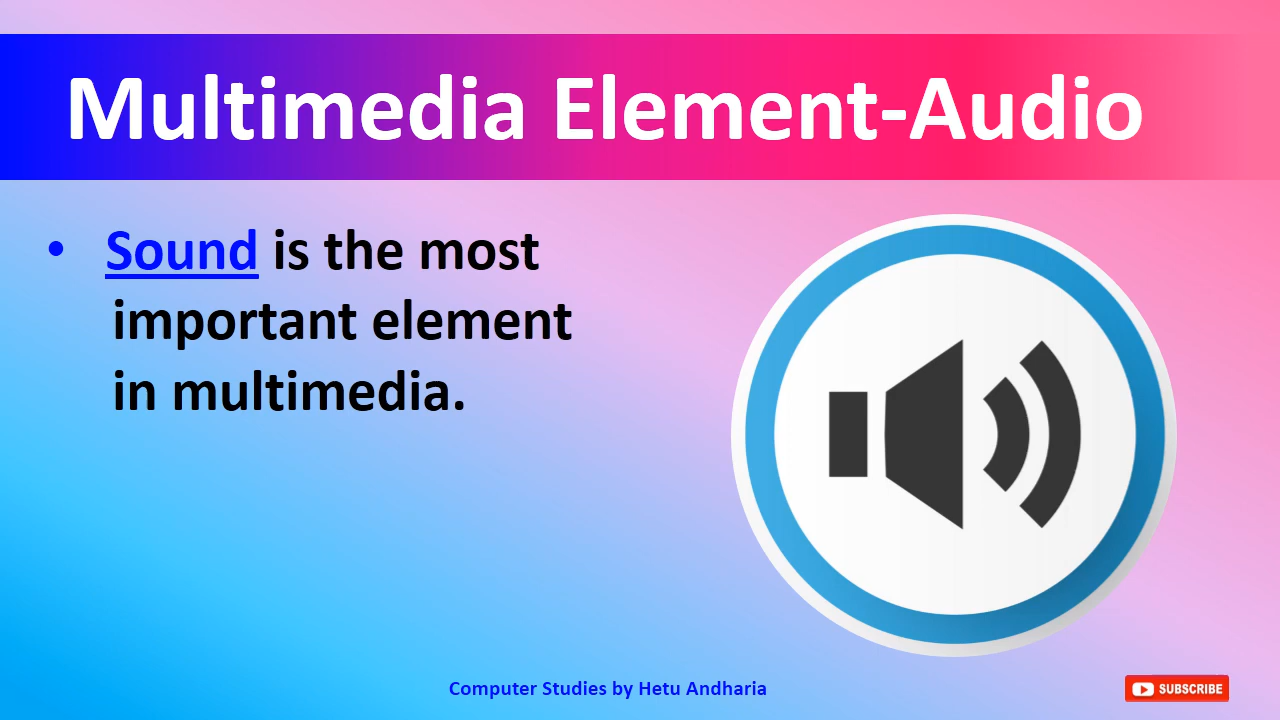 Multimedia Element-Audio
• Sound is the most
important element
in multimedia.
Computer Studies by Hetu Andharia
SUBSCRIBE